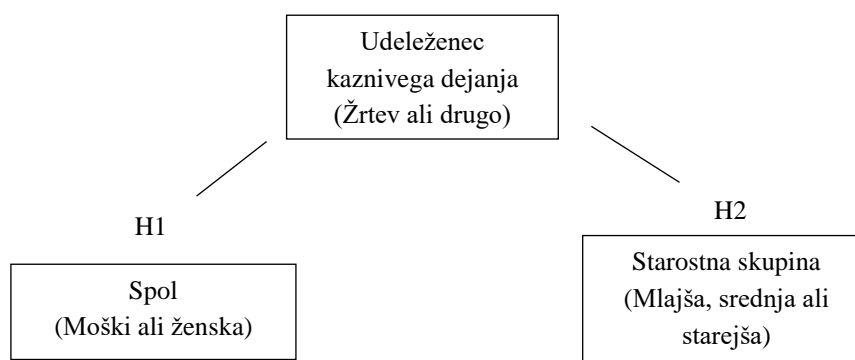 Udeleženec
kaznivega dejanja
(Žrtev ali drugo)
H1
H2
Spol
(Moški ali ženska)
Starostna skupina
(Mlajša, srednja ali
starejša)